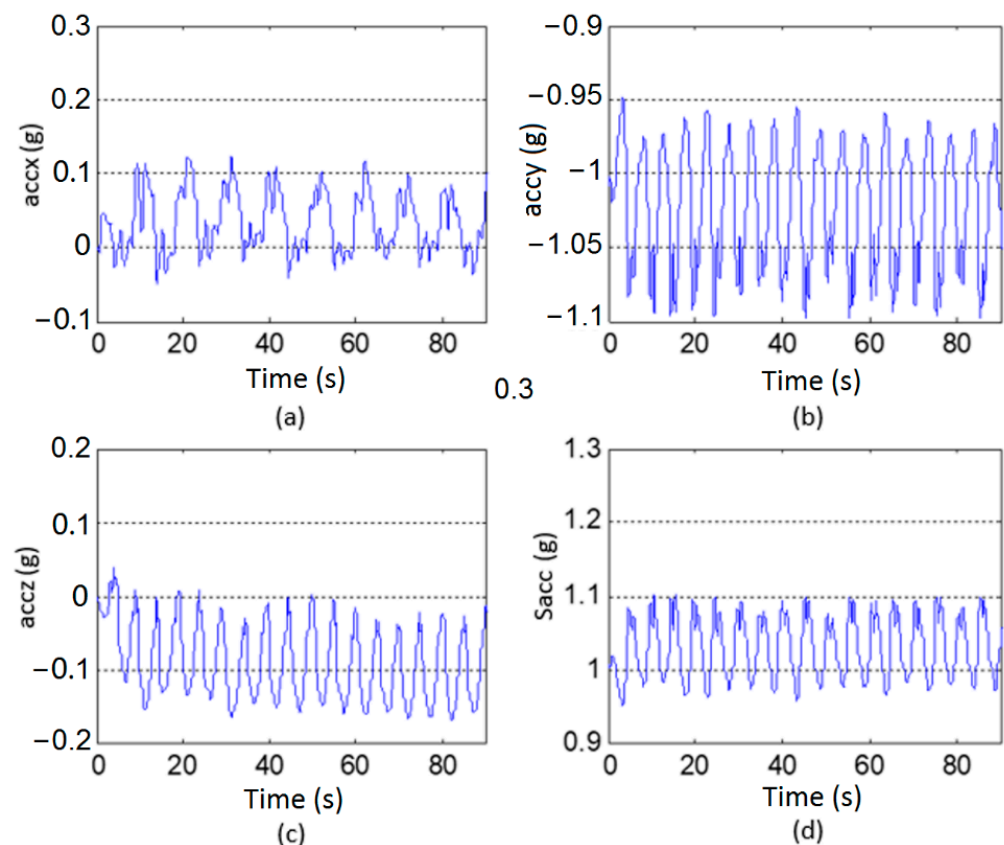 0.3
0.2
0.1
0
−0.1
accx (g)
0 20 40 60 80
Time (s)
(a)
−0.9
−0.95
−1
−1.05
−1.1
accy (g)
0 20 40 60 80
Time (s)
(b)
0.3
0.2
0.1
0
−0.1
−0.2
accz (g)
0 20 40 60 80
Time (s)
(c)
1.3
1.2
1.1
1
0.9
Sacc (g)
0 20 40 60 80
Time (s)
(d)